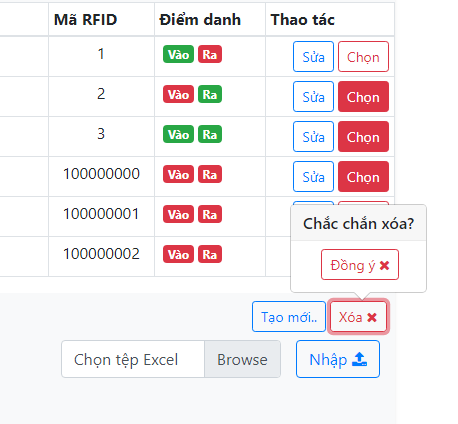 Mã RFID Điểm danh Thao tác
1 Vào Ra Sửa Chọn
2 Vào Ra Sửa Chọn
3 Vào Ra Sửa Chọn
100000000 Vào Ra Sửa Chọn
100000001 Vào Ra
Chắc chắn xóa?
100000002 Vào Ra
Đồng ý ✖
Tạo mới.. Xóa ✖
Chọn tệp Excel Browse Nhập